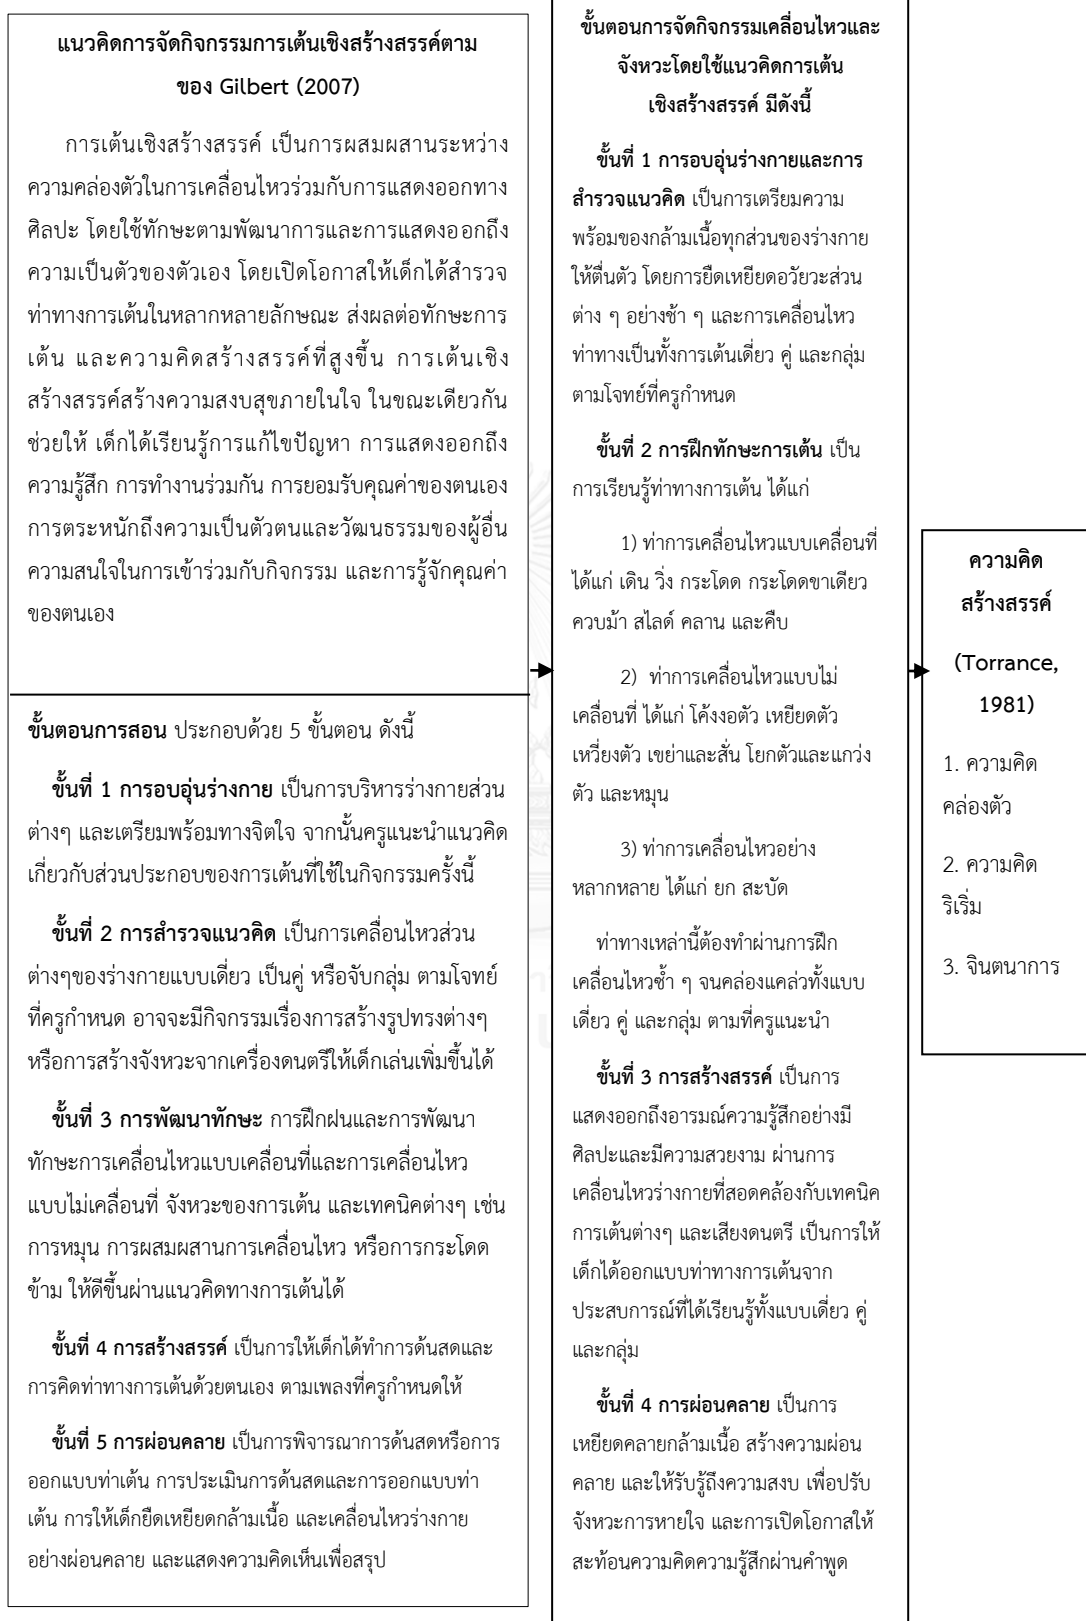 แนวคิดการจัดกิจกรรมการเต้นเชิงสร้างสรรค์ตาม
ของ Gilbert (2007)
การเต้นเชิงสร้างสรรค์ เป็นการผสมผสานระหว่าง
ความคล่องตัวในการเคลื่อนไหวร่วมกับการแสดงออกทาง
ศิลปะ โดยใช้ทักษะตามพัฒนาการและการแสดงออกถึง
ความเป็นตัวของตัวเอง โดยเปิดโอกาสให้เด็กได้สำรวจ
ท่าทางการเต้นในหลากหลายลักษณะ ส่งผลต่อทักษะการ
เต้น และความคิดสร้างสรรค์ที่สูงขึ้น การเต้นเชิง
สร้างสรรค์สร้างความสงบสุขภายในใจ ในขณะเดียวกัน
ช่วยให้ เด็กได้เรียนรู้การแก้ไขปัญหา การแสดงออกถึง
ความรู้สึก การทำงานร่วมกัน การยอมรับคุณค่าของตนเอง
การตระหนักถึงความเป็นตัวตนและวัฒนธรรมของผู้อื่น
ความสนใจในการเข้าร่วมกับกิจกรรม และการรู้จักคุณค่า
ของตนเอง
ขั้นตอนการสอน ประกอบด้วย 5 ขั้นตอน ดังนี้
ขั้นที่ 1 การอบอุ่นร่างกาย เป็นการบริหารร่างกายส่วน
ต่างๆ และเตรียมพร้อมทางจิตใจ จากนั้นครูแนะนำแนวคิด
เกี่ยวกับส่วนประกอบของการเต้นที่ใช้ในกิจกรรมครั้งนี้
ขั้นที่ 2 การสำรวจแนวคิด เป็นการเคลื่อนไหวส่วน
ต่างๆของร่างกายแบบเดี่ยว เป็นคู่ หรือจับกลุ่ม ตามโจทย์
ที่ครูกำหนด อาจจะมีกิจกรรมเรื่องการสร้างรูปทรงต่างๆ
หรือการสร้างจังหวะจากเครื่องดนตรีให้เด็กเล่นเพิ่มขึ้นได้
ขั้นที่ 3 การพัฒนาทักษะ การฝึกฝนและการพัฒนา
ทักษะการเคลื่อนไหวแบบเคลื่อนที่และการเคลื่อนไหว
แบบไม่เคลื่อนที่ จังหวะของการเต้น และเทคนิคต่างๆ เช่น
การหมุน การผสมผสานการเคลื่อนไหว หรือการกระโดด
ข้าม ให้ดีขึ้นผ่านแนวคิดทางการเต้นได้
ขั้นที่ 4 การสร้างสรรค์ เป็นการให้เด็กได้ทำการด้นสดและ
การคิดท่าทางการเต้นด้วยตนเอง ตามเพลงที่ครูกำหนดให้
ขั้นที่ 5 การผ่อนคลาย เป็นการพิจารณาการด้นสดหรือการ
ออกแบบท่าเต้น การประเมินการด้นสดและการออกแบบท่า
เต้น การให้เด็กยืดเหยียดกล้ามเนื้อ และเคลื่อนไหวร่างกาย
อย่างผ่อนคลาย และแสดงความคิดเห็นเพื่อสรุป
ขั้นตอนการจัดกิจกรรมเคลื่อนไหวและ
จังหวะโดยใช้แนวคิดการเต้น
เชิงสร้างสรรค์ มีดังนี้
ขั้นที่ 1 การอบอุ่นร่างกายและการ
สำรวจแนวคิด เป็นการเตรียมความ
พร้อมของกล้ามเนื้อทุกส่วนของร่างกาย
ให้ตื่นตัว โดยการยืดเหยียดอวัยวะส่วน
ต่าง ๆ อย่างช้า ๆ และการเคลื่อนไหว
ท่าทางเป็นทั้งการเต้นเดี่ยว คู่ และกลุ่ม
ตามโจทย์ที่ครูกำหนด
ขั้นที่ 2 การฝึกทักษะการเต้น เป็น
การเรียนรู้ท่าทางการเต้น ได้แก่
1) ท่าการเคลื่อนไหวแบบเคลื่อนที่
ได้แก่ เดิน วิ่ง กระโดด กระโดดขาเดียว
ควบม้า สไลด์ คลาน และคืบ
2) ท่าการเคลื่อนไหวแบบไม่
เคลื่อนที่ ได้แก่ โค้งงอตัว เหยียดตัว
เหวี่ยงตัว เขย่าและสั่น โยกตัวและแกว่ง
ตัว และหมุน
3) ท่าการเคลื่อนไหวอย่าง
หลากหลาย ได้แก่ ยก สะบัด
ท่าทางเหล่านี้ต้องทำผ่านการฝึก
เคลื่อนไหวซ้ำ ๆ จนคล่องแคล่วทั้งแบบ
เดี่ยว คู่ และกลุ่ม ตามที่ครูแนะนำ
ขั้นที่ 3 การสร้างสรรค์ เป็นการ
แสดงออกถึงอารมณ์ความรู้สึกอย่างมี
ศิลปะและมีความสวยงาม ผ่านการ
เคลื่อนไหวร่างกายที่สอดคล้องกับเทคนิค
การเต้นต่างๆ และเสียงดนตรี เป็นการให้
เด็กได้ออกแบบท่าทางการเต้นจาก
ประสบการณ์ที่ได้เรียนรู้ทั้งแบบเดี่ยว คู่
และกลุ่ม
ขั้นที่ 4 การผ่อนคลาย เป็นการ
เหยียดคลายกล้ามเนื้อ สร้างความผ่อน
คลาย และให้รับรู้ถึงความสงบ เพื่อปรับ
จังหวะการหายใจ และการเปิดโอกาสให้
สะท้อนความคิดความรู้สึกผ่านคำพูด
ความคิด
สร้างสรรค์
(Torrance,
1981)
1. ความคิด
คล่องตัว
2. ความคิด
ริเริ่ม
3. จินตนาการ